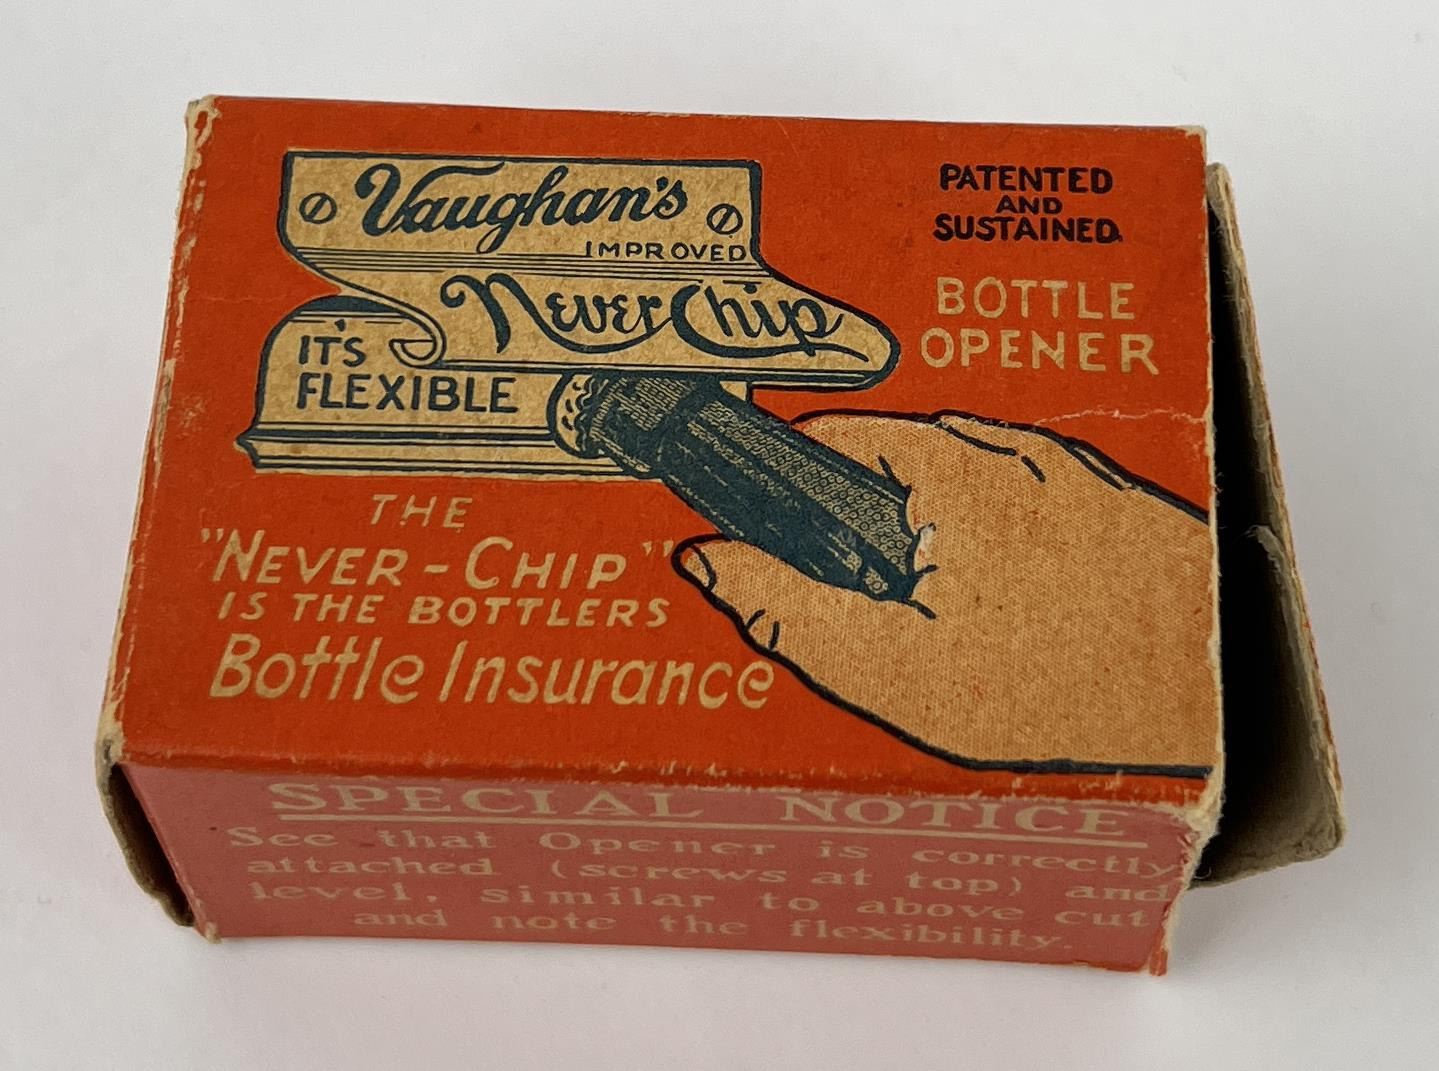 Vaughan's
IMPROVED
Never Chip
IT'S
FLEXIBLE
PATENTED
AND
SUSTAINED.
BOTTLE
OPENER
THE
"NEVER-CHIP"
IS THE BOTTLERS
Bottle Insurance
SPECIAL NOTICE
See that Opener is correctly
attached (screws at top) and
level, similar to above cut
and note the flexibility.